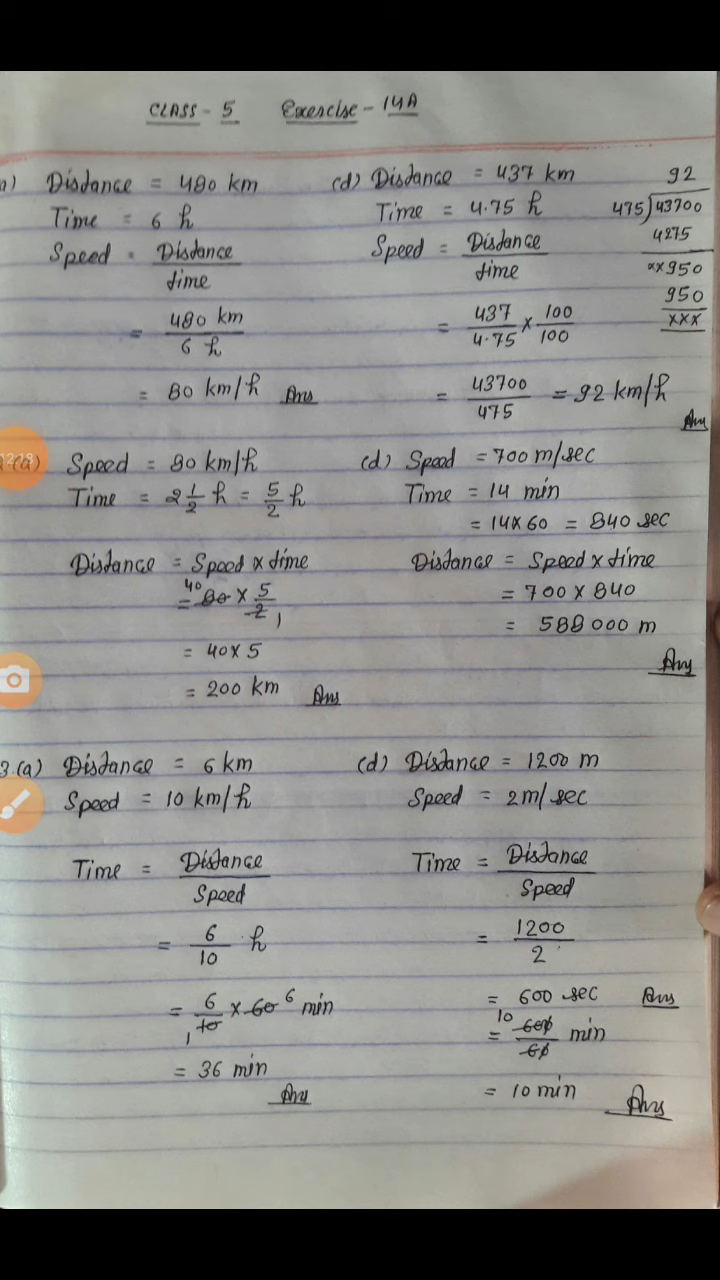 CLASS - 5 Exercise - 14A
a) Distance = 480 km
Time = 6 h
Speed = Distance
time
= 480 km
6 h
= 80 km/h Ans
(d) Distance = 437 km
Time = 4.75 h
Speed = Distance
time
= 437 × 100
4.75 100
= 43700 = 92 km/h
475
Ans
92
475)43700
4275
××950
950
×××
2(a) Speed = 80 km/h
Time = 2 1/2 h = 5/2 h
Distance = Speed × time
40
= 80 × 5
2 1
= 40 × 5
= 200 km Ans
(d) Speed = 700 m/sec
Time = 14 min
= 14 × 60 = 840 sec
Distance = Speed × time
= 700 × 840
= 588000 m
Ans
3.(a) Distance = 6 km
Speed = 10 km/h
Time = Distance
Speed
= 6 h
10
= 6 × 60 6 min
10
1
= 36 min
Ans
(d) Distance = 1200 m
Speed = 2 m/sec
Time = Distance
Speed
= 1200
2
= 600 sec Ans
10
= 600 min
60
= 10 min Ans